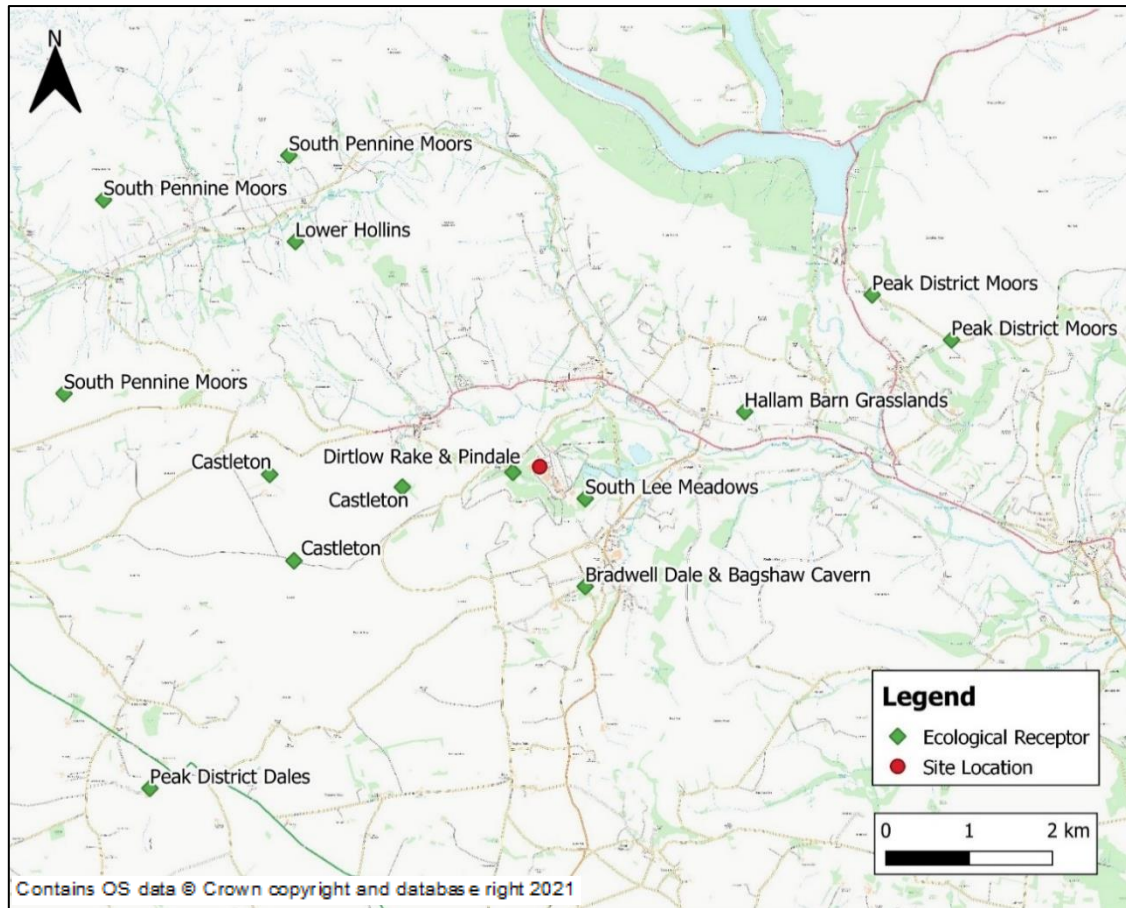 N
South Pennine Moors
South Pennine Moors
Lower Hollins
Peak District Moors
Peak District Moors
South Pennine Moors
Hallam Barn Grasslands
Castleton
Dirtlow Rake & Pindale
Castleton
South Lee Meadows
Castleton
Bradwell Dale & Bagshaw Cavern
Peak District Dales
Legend
Ecological Receptor
Site Location
0 1 2 km
Contains OS data © Crown copyright and database right 2021